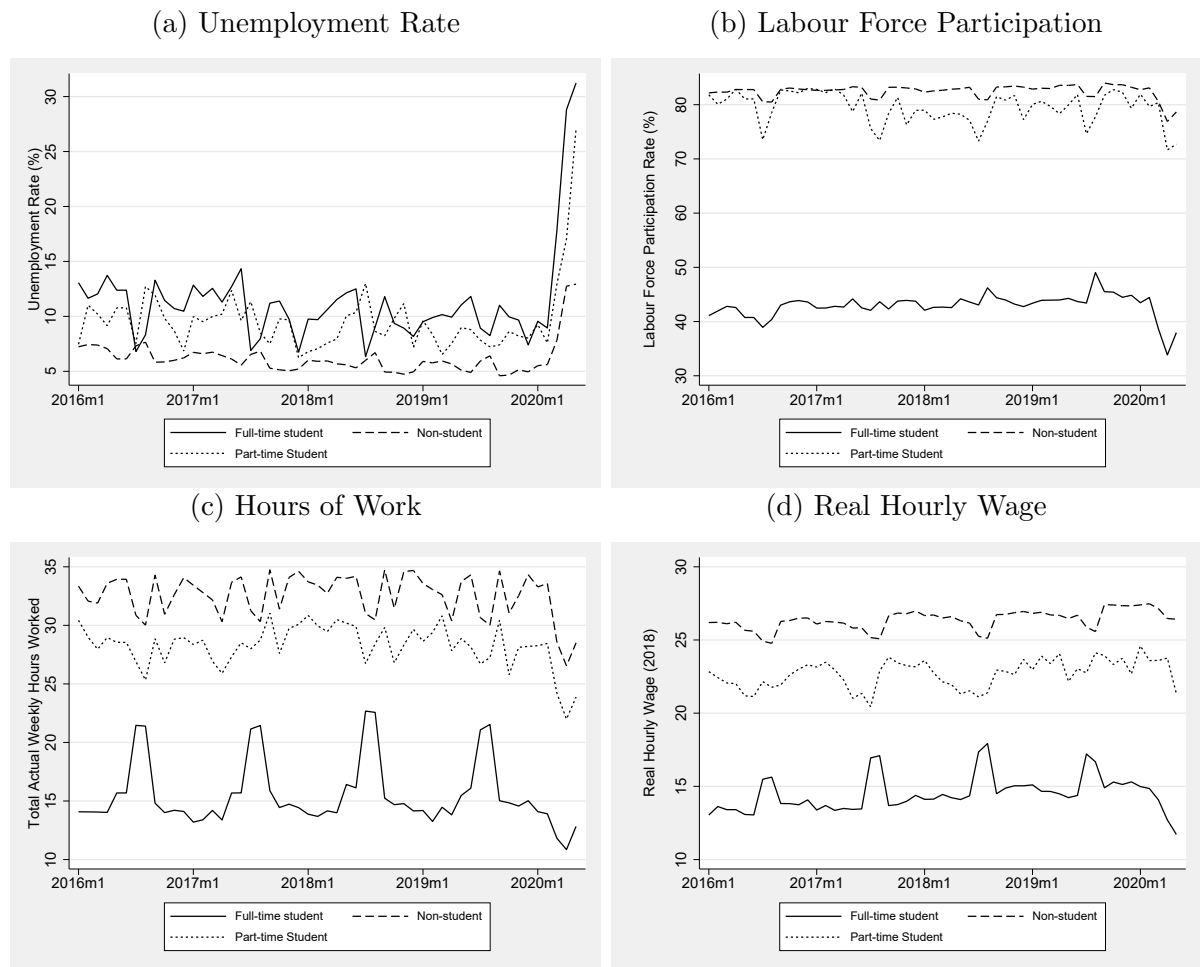 (a) Unemployment Rate
Unemployment Rate (%)
30
25
20
15
10
5
2016m1 2017m1 2018m1 2019m1 2020m1
Full-time student Non-student
Part-time Student
(b) Labour Force Participation
Labour Force Participation Rate (%)
80
70
60
50
40
30
2016m1 2017m1 2018m1 2019m1 2020m1
Full-time student Non-student
Part-time Student
(c) Hours of Work
Total Actual Weekly Hours Worked
35
30
25
20
15
10
2016m1 2017m1 2018m1 2019m1 2020m1
Full-time student Non-student
Part-time Student
(d) Real Hourly Wage
Real Hourly Wage (2018)
30
25
20
15
10
2016m1 2017m1 2018m1 2019m1 2020m1
Full-time student Non-student
Part-time Student